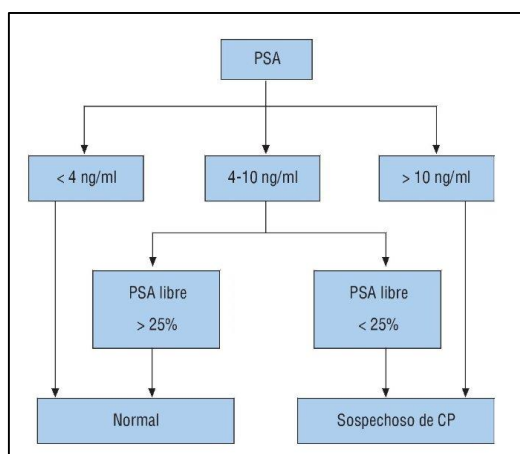 PSA
< 4 ng/ml
4-10 ng/ml
> 10 ng/ml
PSA libre
> 25%
PSA libre
< 25%
Normal
Sospechoso de CP